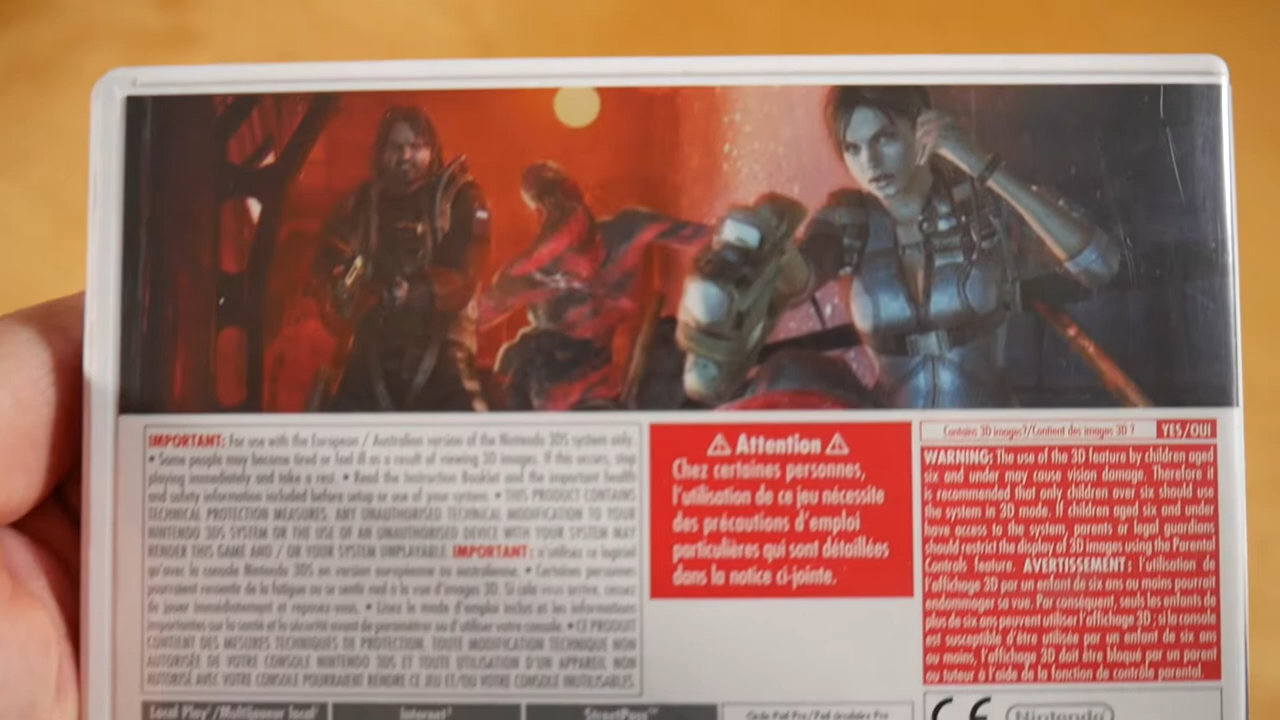 IMPORTANT: For use with the European / Australian version of the Nintendo 3DS system only.
• Some people may become tired or feel ill as a result of viewing 3D images. If this occurs, stop
playing immediately and take a rest. • Read the Instruction Booklet and the important health
and safety information included before setup or use of your system. • THIS PRODUCT CONTAINS
TECHNICAL PROTECTION MEASURES. ANY UNAUTHORISED TECHNICAL MODIFICATION TO YOUR
NINTENDO 3DS SYSTEM OR THE USE OF AN UNAUTHORISED DEVICE WITH YOUR SYSTEM MAY
RENDER THIS GAME AND / OR YOUR SYSTEM UNPLAYABLE. IMPORTANT: n'utilisez ce logiciel
qu'avec la console Nintendo 3DS en version européenne ou australienne. • Certaines personnes
pourraient ressentir de la fatigue ou se sentir mal à la vue d'images 3D. Si cela vous arrive, cessez
de jouer immédiatement et reposez-vous. • Lisez le mode d'emploi inclus et les informations
importantes sur la santé et la sécurité avant de paramétrer ou d'utiliser votre console. • CE PRODUIT
CONTIENT DES MESURES TECHNIQUES DE PROTECTION. TOUTE MODIFICATION TECHNIQUE NON
AUTORISÉE DE VOTRE CONSOLE NINTENDO 3DS ET TOUTE UTILISATION D'UN APPAREIL NON
AUTORISÉ AVEC VOTRE CONSOLE POURRAIENT RENDRE CE JEU ET/OU VOTRE CONSOLE INUTILISABLES.
⚠ Attention ⚠
Chez certaines personnes,
l'utilisation de ce jeu nécessite
des précautions d'emploi
particulières qui sont détaillées
dans la notice ci-jointe.
Contains 3D images?/Contient des images 3D ? YES/OUI
WARNING: The use of the 3D feature by children aged
six and under may cause vision damage. Therefore it
is recommended that only children over six should use
the system in 3D mode. If children aged six and under
have access to the system, parents or legal guardians
should restrict the display of 3D images using the Parental
Controls feature. AVERTISSEMENT : l'utilisation de
l'affichage 3D par un enfant de six ans ou moins pourrait
endommager sa vue. Par conséquent, seuls les enfants de
plus de six ans peuvent utiliser l'affichage 3D ; si la console
est susceptible d'être utilisée par un enfant de six ans
ou moins, l'affichage 3D doit être bloqué par un parent
ou tuteur à l'aide de la fonction de contrôle parental.
Local Play/Multijoueur local
Internet
StreetPass™
Circle Pad Pro/Pad circulaire Pro
CE
Nintendo